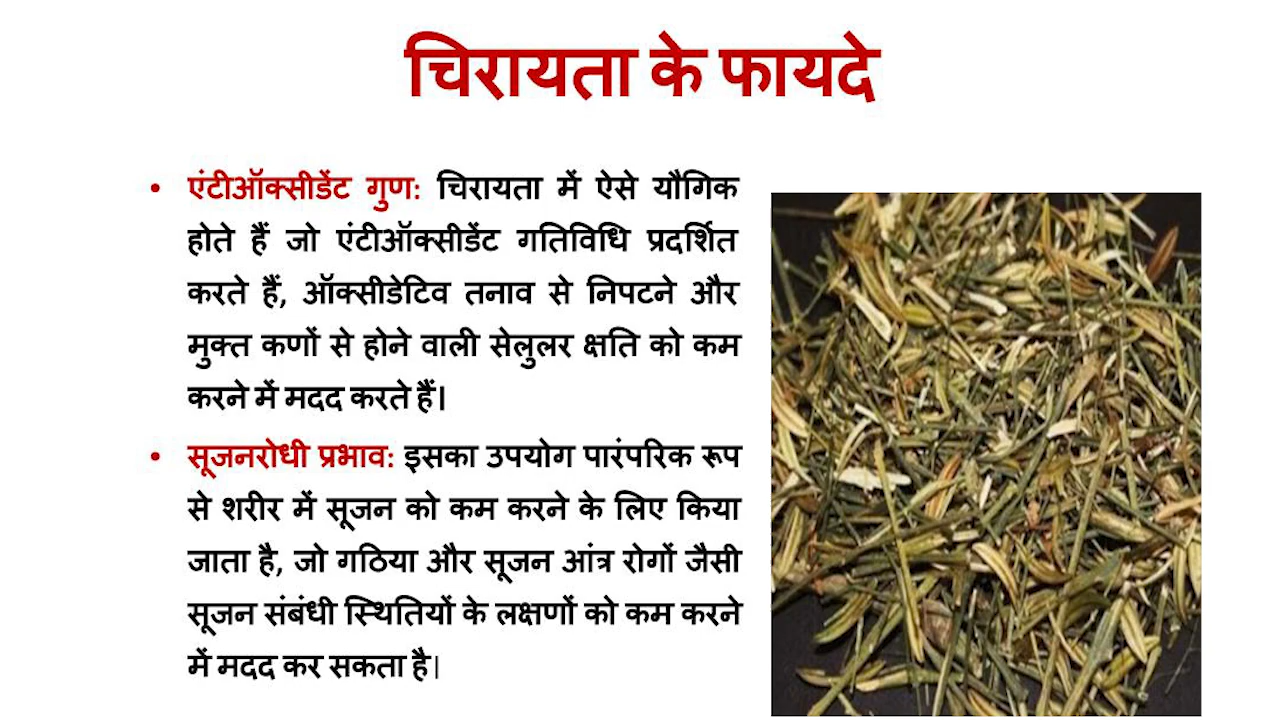 चिरायता के फायदे
• एंटीऑक्सीडेंट गुण: चिरायता में ऐसे यौगिक
होते हैं जो एंटीऑक्सीडेंट गतिविधि प्रदर्शित
करते हैं, ऑक्सीडेटिव तनाव से निपटने और
मुक्त कणों से होने वाली सेलुलर क्षति को कम
करने में मदद करते हैं।
• सूजनरोधी प्रभाव: इसका उपयोग पारंपरिक रूप
से शरीर में सूजन को कम करने के लिए किया
जाता है, जो गठिया और सूजन आंत्र रोगों जैसी
सूजन संबंधी स्थितियों के लक्षणों को कम करने
में मदद कर सकता है।